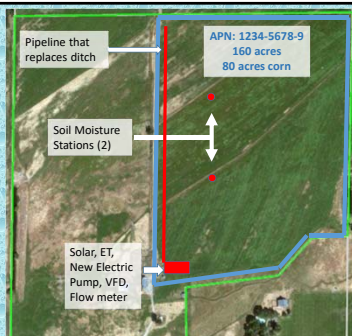 Pipeline that
replaces ditch
APN: 1234-5678-9
160 acres
80 acres corn
Soil Moisture
Stations (2)
Solar, ET,
New Electric
Pump, VFD,
Flow meter